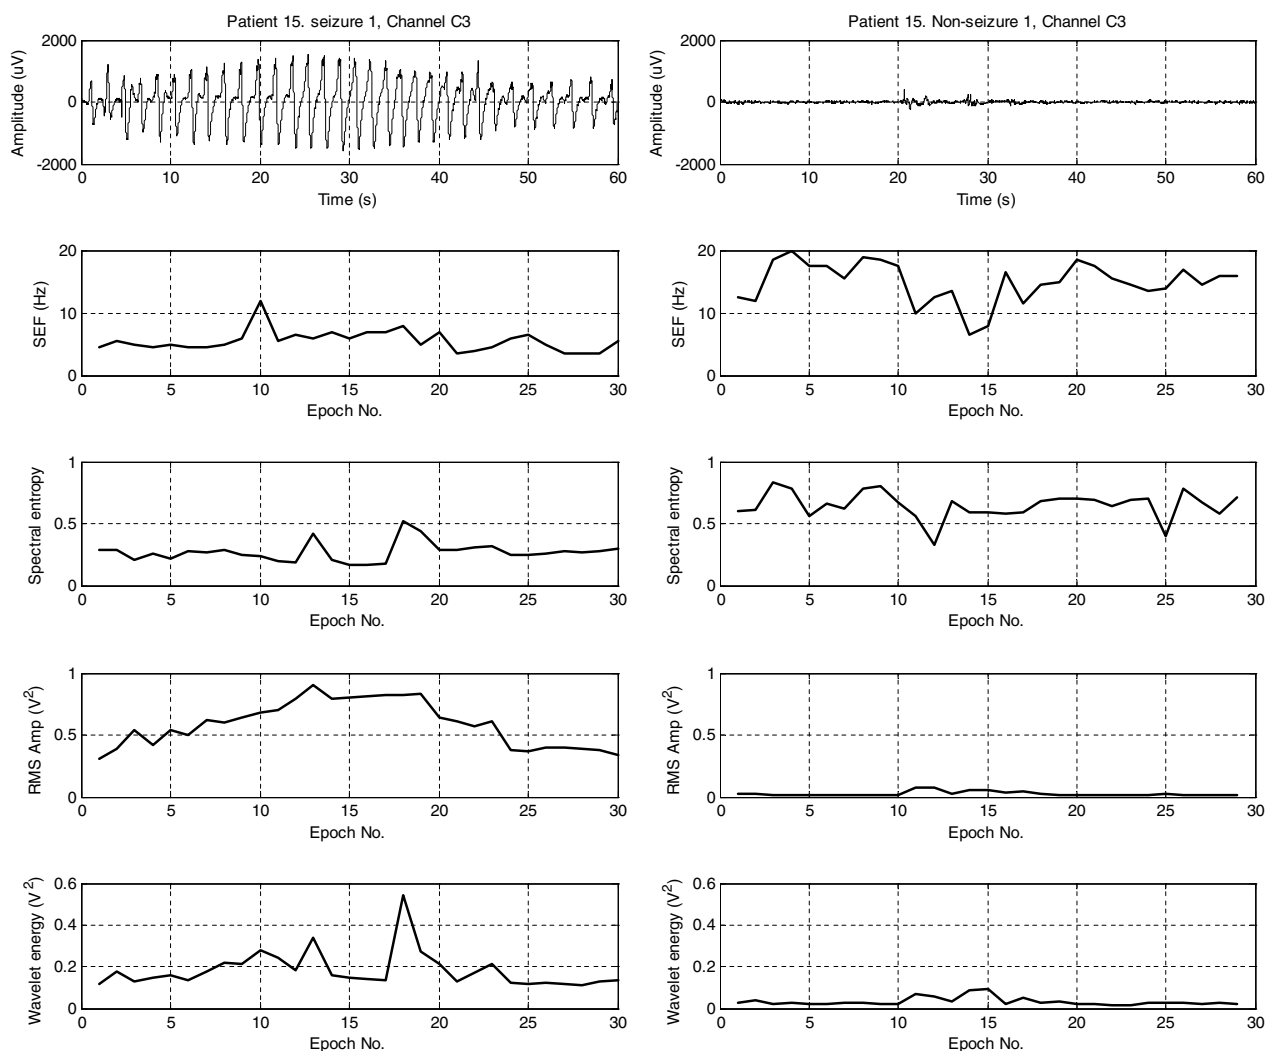 Patient 15. seizure 1, Channel C3
2000
0
-2000
Amplitude (uV)
0 10 20 30 40 50 60
Time (s)
Patient 15. Non-seizure 1, Channel C3
2000
0
-2000
Amplitude (uV)
0 10 20 30 40 50 60
Time (s)
20
10
0
SEF (Hz)
0 5 10 15 20 25 30
Epoch No.
20
10
0
SEF (Hz)
0 5 10 15 20 25 30
Epoch No.
1
0.5
0
Spectral entropy
0 5 10 15 20 25 30
Epoch No.
1
0.5
0
Spectral entropy
0 5 10 15 20 25 30
Epoch No.
1
0.5
0
RMS Amp (V²)
0 5 10 15 20 25 30
Epoch No.
1
0.5
0
RMS Amp (V²)
0 5 10 15 20 25 30
Epoch No.
0.6
0.4
0.2
0
Wavelet energy (V²)
0 5 10 15 20 25 30
Epoch No.
0.6
0.4
0.2
0
Wavelet energy (V²)
0 5 10 15 20 25 30
Epoch No.